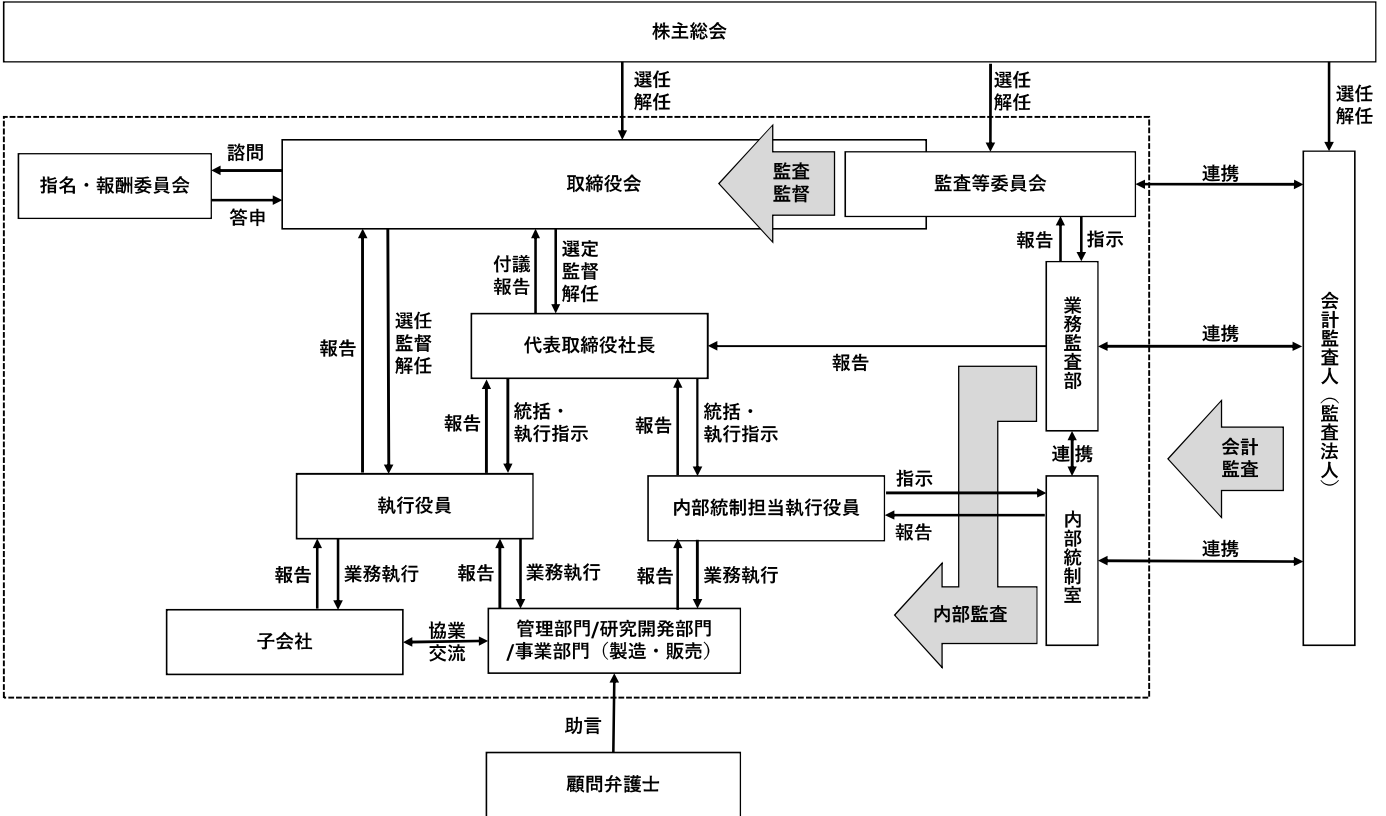 株主総会
選任
解任
選任
解任
選任
解任
諮問
指名・報酬委員会
答申
取締役会
監査
監督
監査等委員会
連携
報告
指示
付議
報告
選定
監督
解任
報告
選任
監督
解任
代表取締役社長
報告
業務監査部
連携
会計監査人（監査法人）
報告
統括・
執行指示
報告
統括・
執行指示
連携
会計
監査
執行役員
内部統制担当執行役員
指示
報告
内部統制室
連携
報告
業務執行
報告
業務執行
報告
業務執行
内部監査
子会社
協業
交流
管理部門/研究開発部門
/事業部門（製造・販売）
助言
顧問弁護士